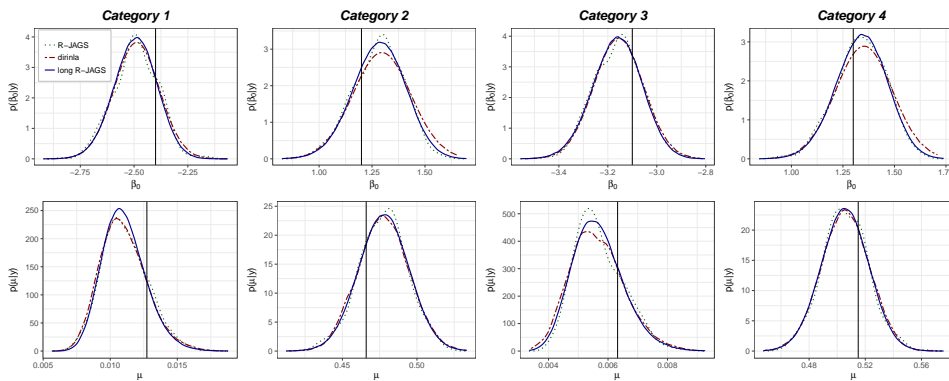 Category 1
Category 2
Category 3
Category 4
p(β₀|y)
4
3
2
1
0
R−JAGS
dirinla
long R−JAGS
−2.75 −2.50 −2.25
β₀
p(β₀|y)
3
2
1
0
1.00 1.25 1.50
β₀
p(β₀|y)
4
3
2
1
0
−3.4 −3.2 −3.0 −2.8
β₀
p(β₀|y)
3
2
1
0
1.00 1.25 1.50 1.75
β₀
p(μ|y)
250
200
150
100
50
0
0.005 0.010 0.015
μ
p(μ|y)
25
20
15
10
5
0
0.45 0.50
μ
p(μ|y)
500
400
300
200
100
0
0.004 0.006 0.008
μ
p(μ|y)
20
15
10
5
0
0.48 0.52 0.56
μ